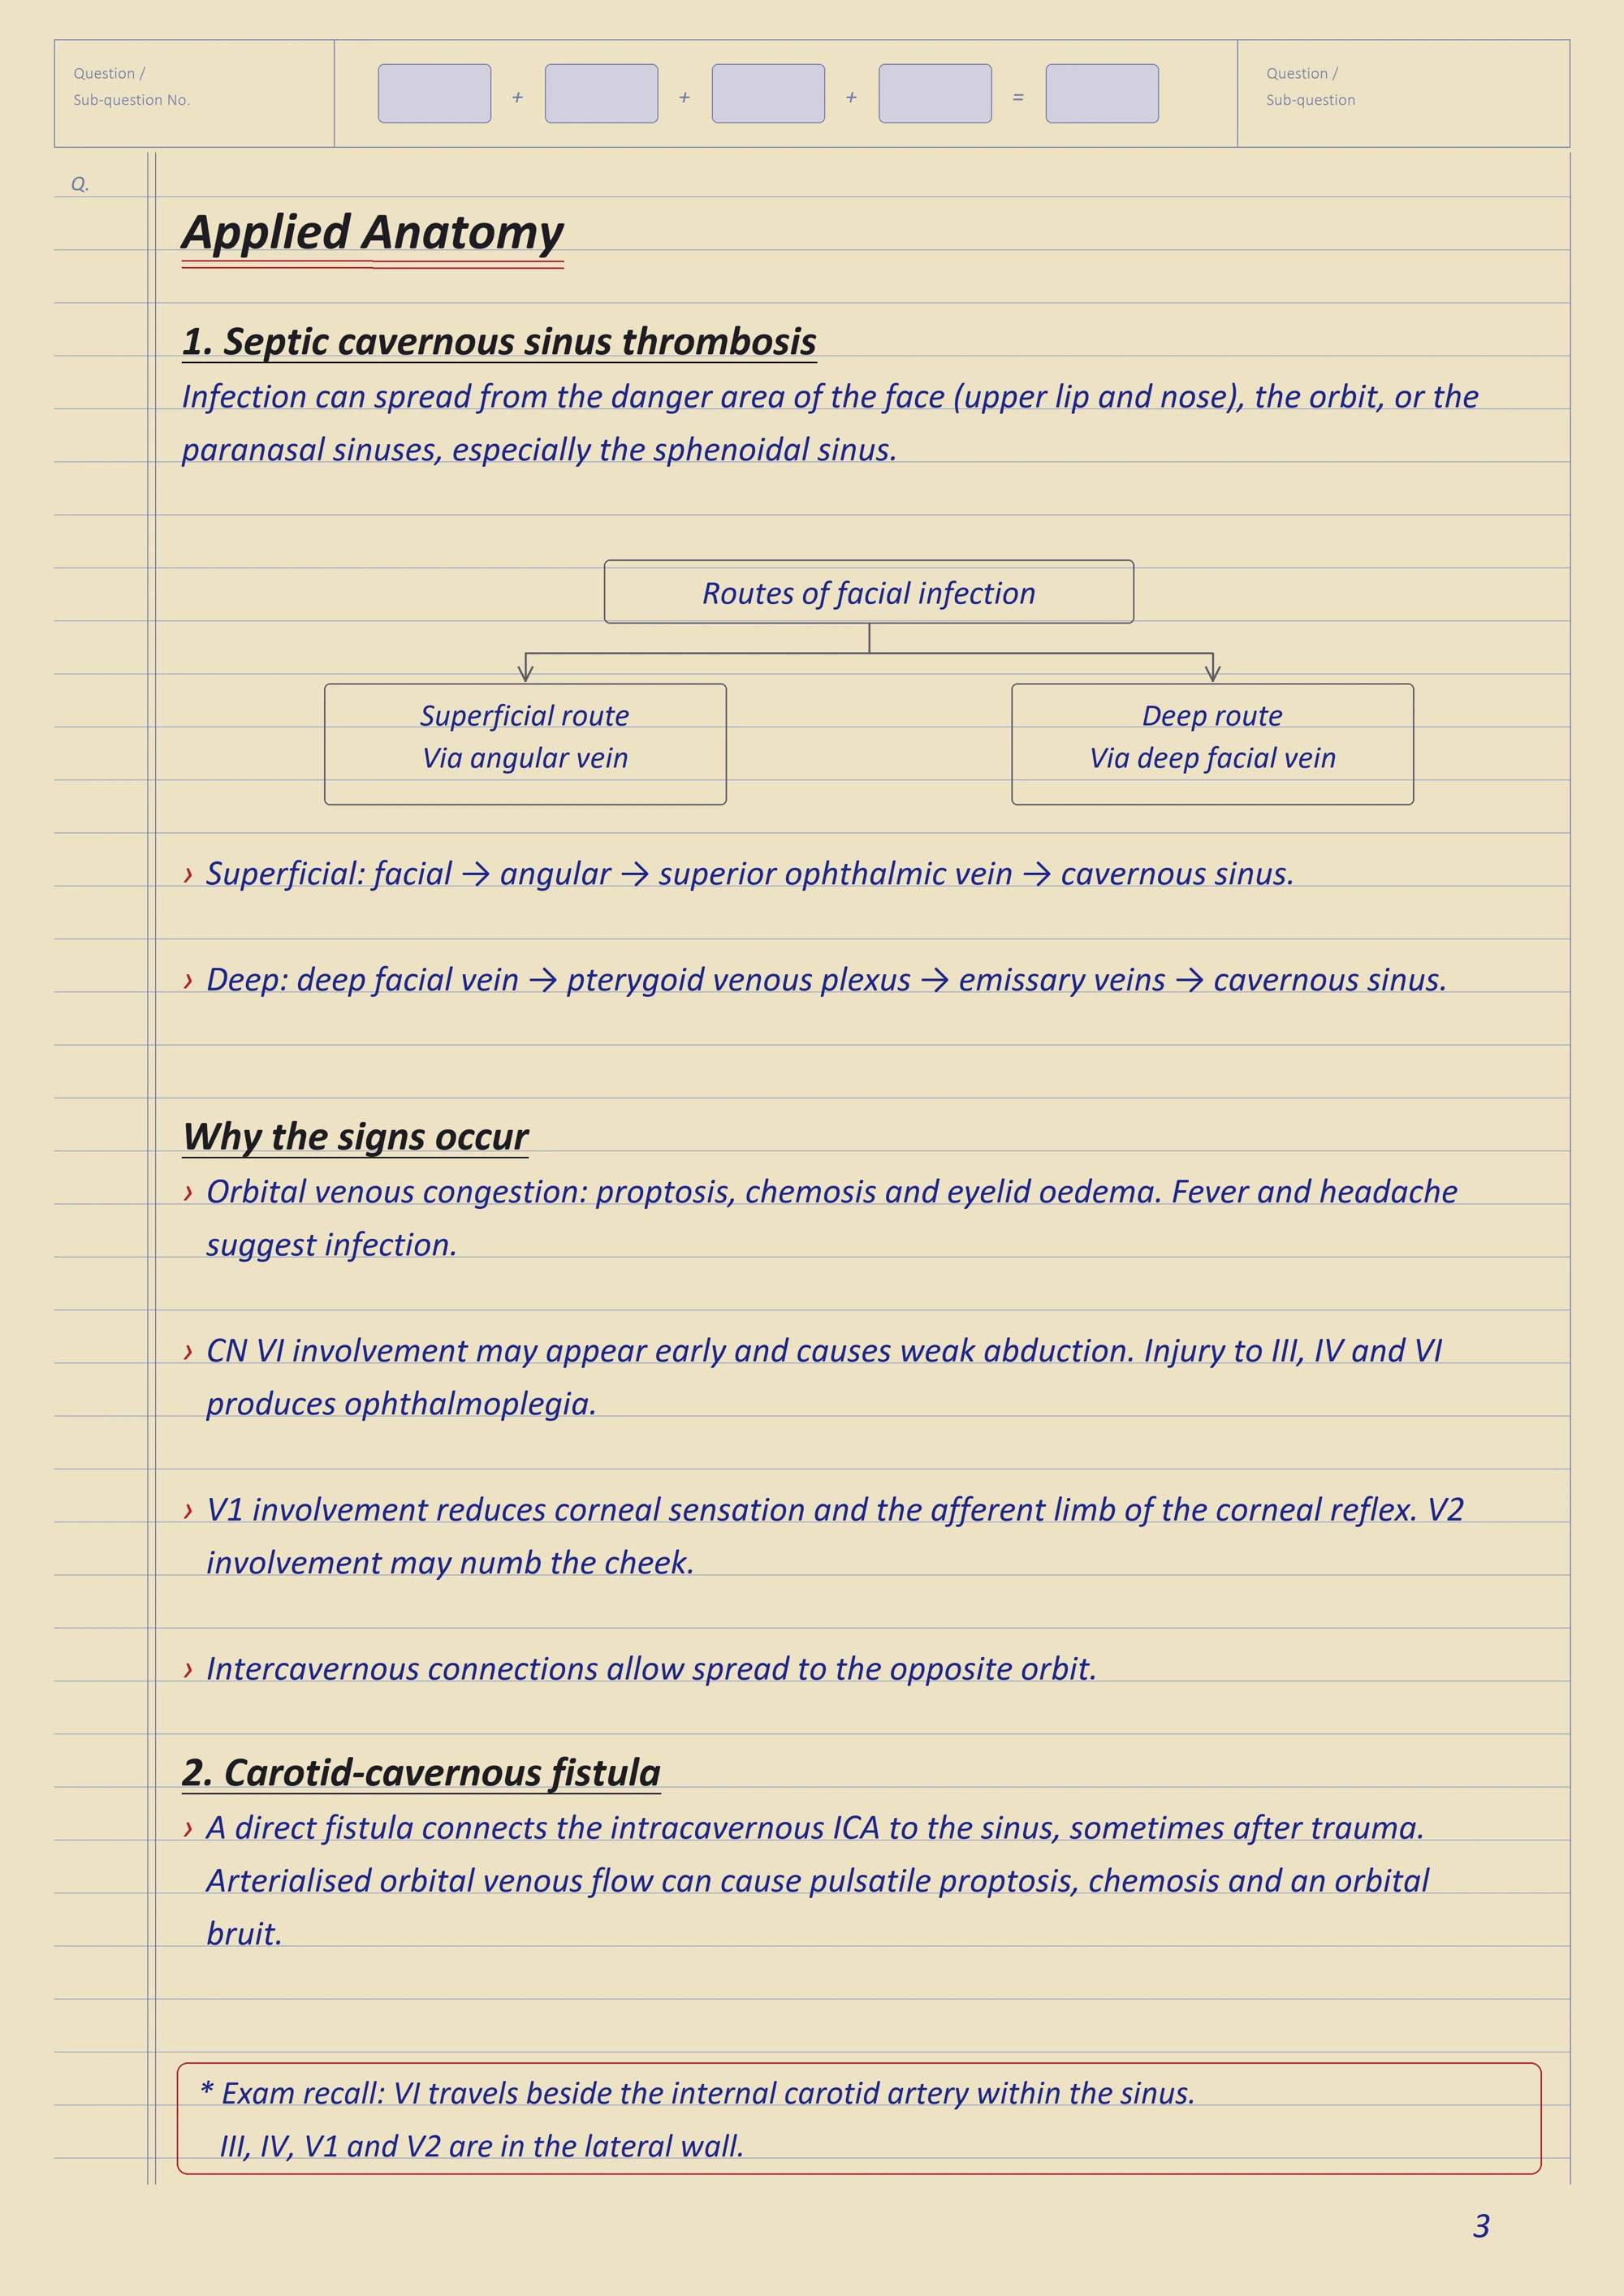 Question /
Sub-question No.
+ + + =
Question /
Sub-question
Q.
Applied Anatomy
1. Septic cavernous sinus thrombosis
Infection can spread from the danger area of the face (upper lip and nose), the orbit, or the
paranasal sinuses, especially the sphenoidal sinus.
Routes of facial infection
Superficial route
Via angular vein
Deep route
Via deep facial vein
› Superficial: facial → angular → superior ophthalmic vein → cavernous sinus.
› Deep: deep facial vein → pterygoid venous plexus → emissary veins → cavernous sinus.
Why the signs occur
› Orbital venous congestion: proptosis, chemosis and eyelid oedema. Fever and headache
suggest infection.
› CN VI involvement may appear early and causes weak abduction. Injury to III, IV and VI
produces ophthalmoplegia.
› V1 involvement reduces corneal sensation and the afferent limb of the corneal reflex. V2
involvement may numb the cheek.
› Intercavernous connections allow spread to the opposite orbit.
2. Carotid-cavernous fistula
› A direct fistula connects the intracavernous ICA to the sinus, sometimes after trauma.
Arterialised orbital venous flow can cause pulsatile proptosis, chemosis and an orbital
bruit.
* Exam recall: VI travels beside the internal carotid artery within the sinus.
III, IV, V1 and V2 are in the lateral wall.
3